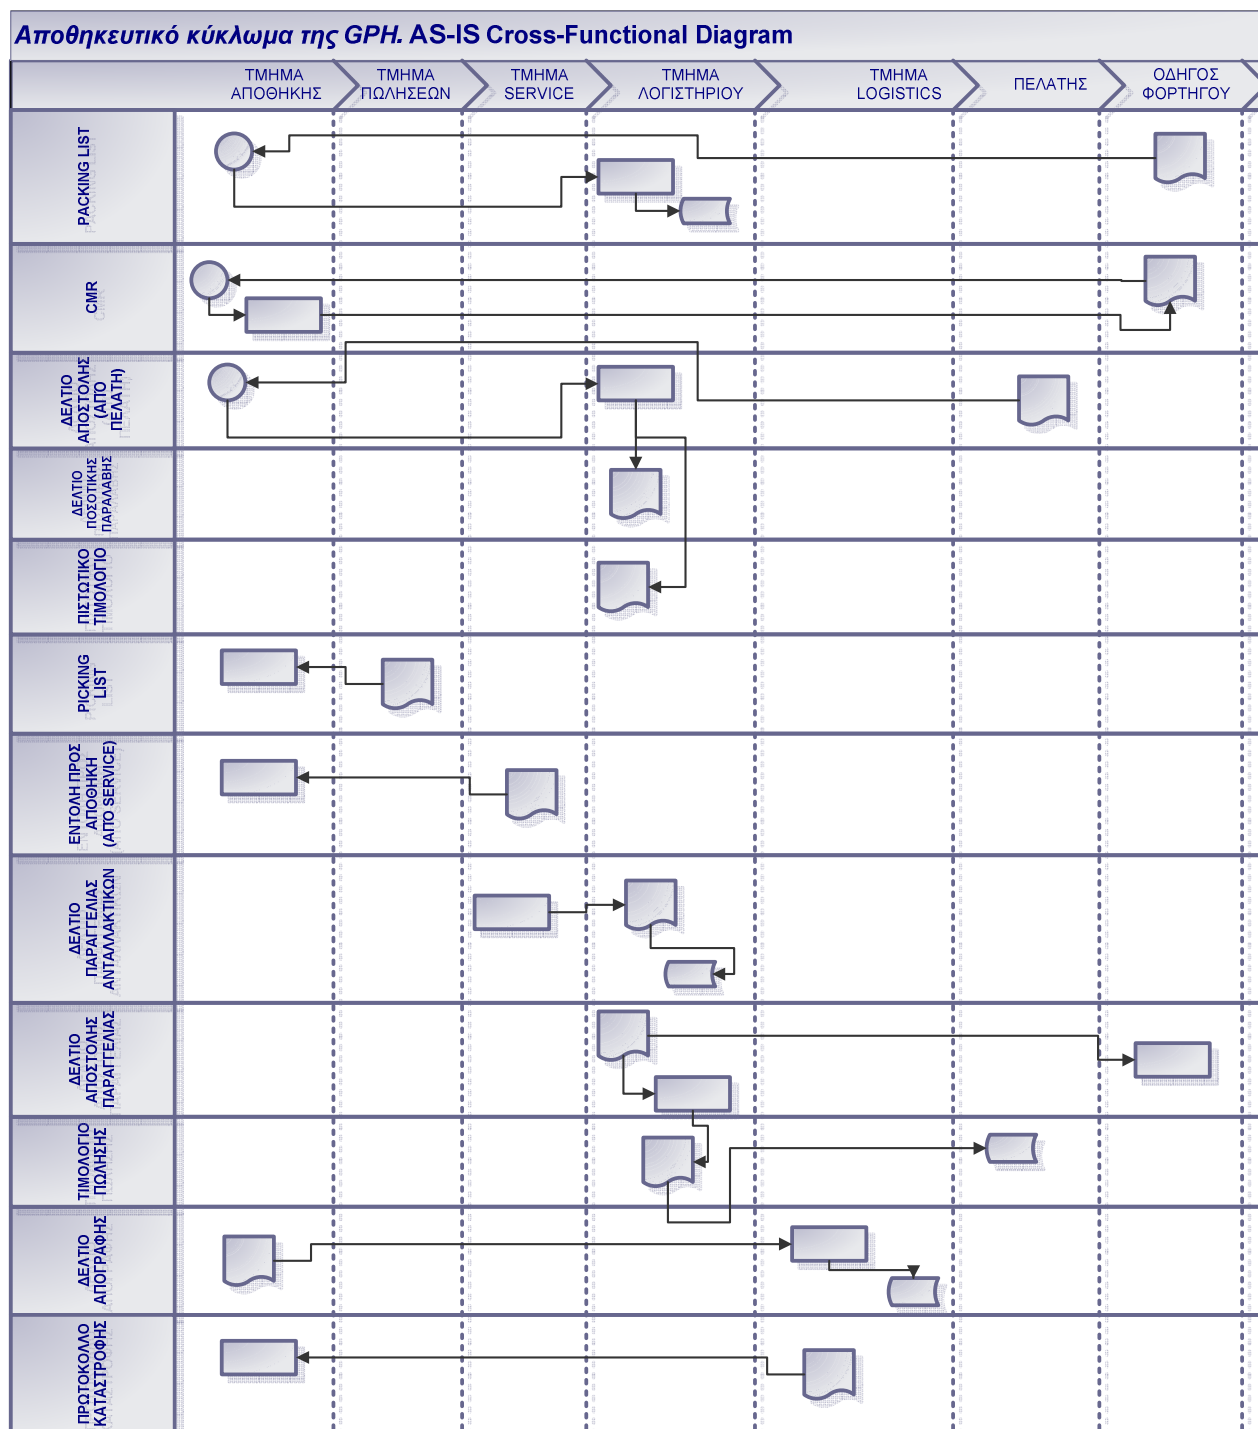 Αποθηκευτικό κύκλωμα της GPH. AS-IS Cross-Functional Diagram
ΤΜΗΜΑ
ΑΠΟΘΗΚΗΣ
ΤΜΗΜΑ
ΠΩΛΗΣΕΩΝ
ΤΜΗΜΑ
SERVICE
ΤΜΗΜΑ
ΛΟΓΙΣΤΗΡΙΟΥ
ΤΜΗΜΑ
LOGISTICS
ΠΕΛΑΤΗΣ
ΟΔΗΓΟΣ
ΦΟΡΤΗΓΟΥ
PACKING LIST
CMR
ΔΕΛΤΙΟ
ΑΠΟΣΤΟΛΗΣ
(ΑΠΌ
ΠΕΛΑΤΗ)
ΔΕΛΤΙΟ
ΠΟΣΟΤΙΚΗΣ
ΠΑΡΑΛΑΒΗΣ
ΠΙΣΤΩΤΙΚΟ
ΤΙΜΟΛΟΓΙΟ
PICKING
LIST
ΕΝΤΟΛΗ ΠΡΟΣ
ΑΠΟΘΗΚΗ
(ΑΠΌ SERVICE)
ΔΕΛΤΙΟ
ΠΑΡΑΓΓΕΛΙΑΣ
ΑΝΤΑΛΛΑΚΤΙΚΩΝ
ΔΕΛΤΙΟ
ΑΠΟΣΤΟΛΗΣ
ΠΑΡΑΓΓΕΛΙΑΣ
ΤΙΜΟΛΟΓΙΟ
ΠΩΛΗΣΗΣ
ΔΕΛΤΙΟ
ΑΠΟΓΡΑΦΗΣ
ΠΡΩΤΟΚΟΛΛΟ
ΚΑΤΑΣΤΡΟΦΗΣ